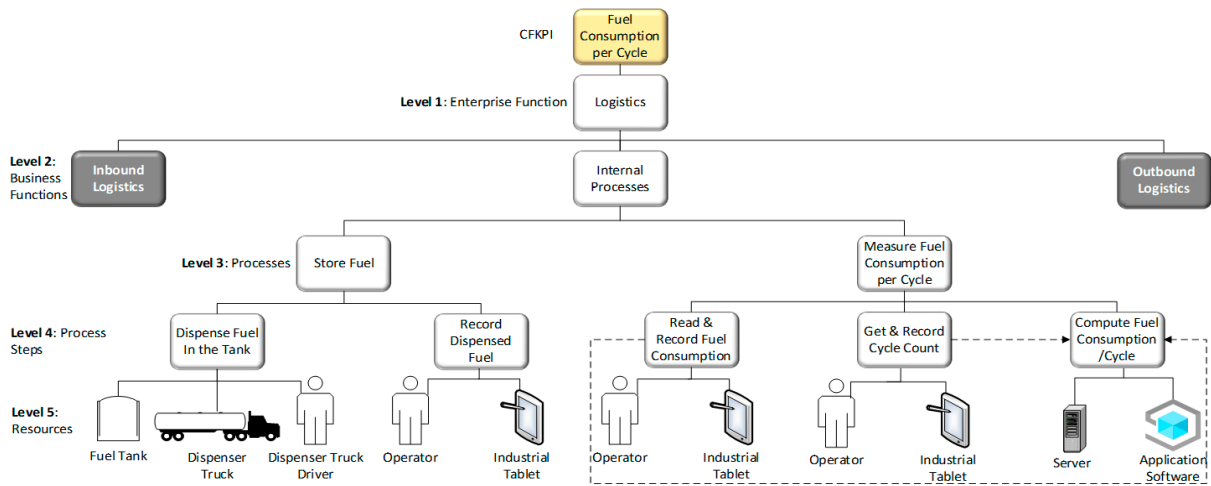 Fuel
Consumption
per Cycle
CFKPI
Level 1: Enterprise Function
Logistics
Level 2:
Business
Functions
Inbound
Logistics
Internal
Processes
Outbound
Logistics
Level 3: Processes
Store Fuel
Measure Fuel
Consumption
per Cycle
Level 4: Process
Steps
Dispense Fuel
In the Tank
Record
Dispensed
Fuel
Read &
Record Fuel
Consumption
Get & Record
Cycle Count
Compute Fuel
Consumption
/Cycle
Level 5:
Resources
Fuel Tank
Dispenser
Truck
Dispenser Truck
Driver
Operator
Industrial
Tablet
Operator
Industrial
Tablet
Operator
Industrial
Tablet
Server
Application
Software